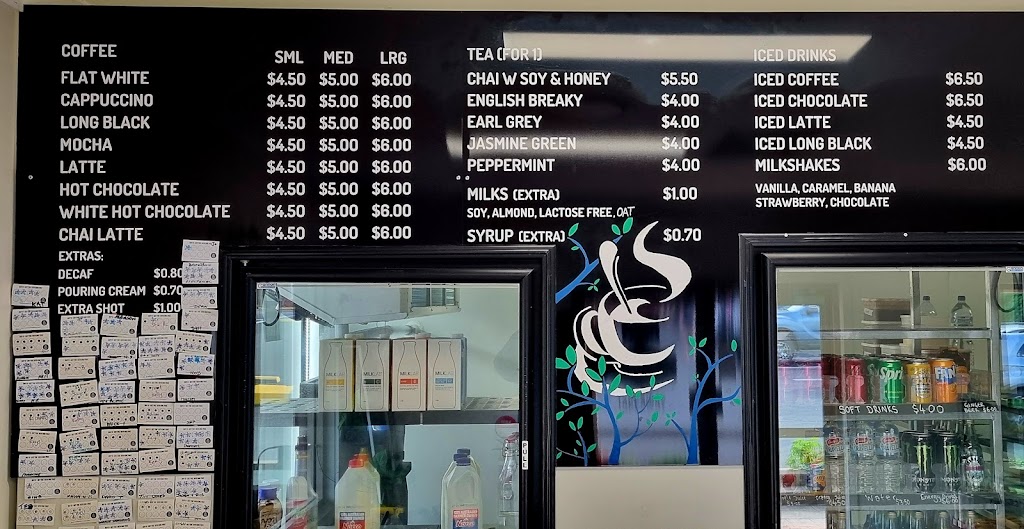 COFFEE
SML MED LRG
FLAT WHITE $4.50 $5.00 $6.00
CAPPUCCINO $4.50 $5.00 $6.00
LONG BLACK $4.50 $5.00 $6.00
MOCHA $4.50 $5.00 $6.00
LATTE $4.50 $5.00 $6.00
HOT CHOCOLATE $4.50 $5.00 $6.00
WHITE HOT CHOCOLATE $4.50 $5.00 $6.00
CHAI LATTE $4.50 $5.00 $6.00
EXTRAS:
DECAF $0.80
POURING CREAM $0.70
EXTRA SHOT $1.00
TEA (FOR 1)
CHAI W SOY & HONEY $5.50
ENGLISH BREAKY $4.00
EARL GREY $4.00
JASMINE GREEN $4.00
PEPPERMINT $4.00
MILKS (EXTRA) $1.00
SOY, ALMOND, LACTOSE FREE, OAT
SYRUP (EXTRA) $0.70
ICED DRINKS
ICED COFFEE $6.50
ICED CHOCOLATE $6.50
ICED LATTE $4.50
ICED LONG BLACK $4.50
MILKSHAKES $6.00
VANILLA, CARAMEL, BANANA
STRAWBERRY, CHOCOLATE
PULL
SOFT DRINKS $4.00
GINGER
BEER
Water